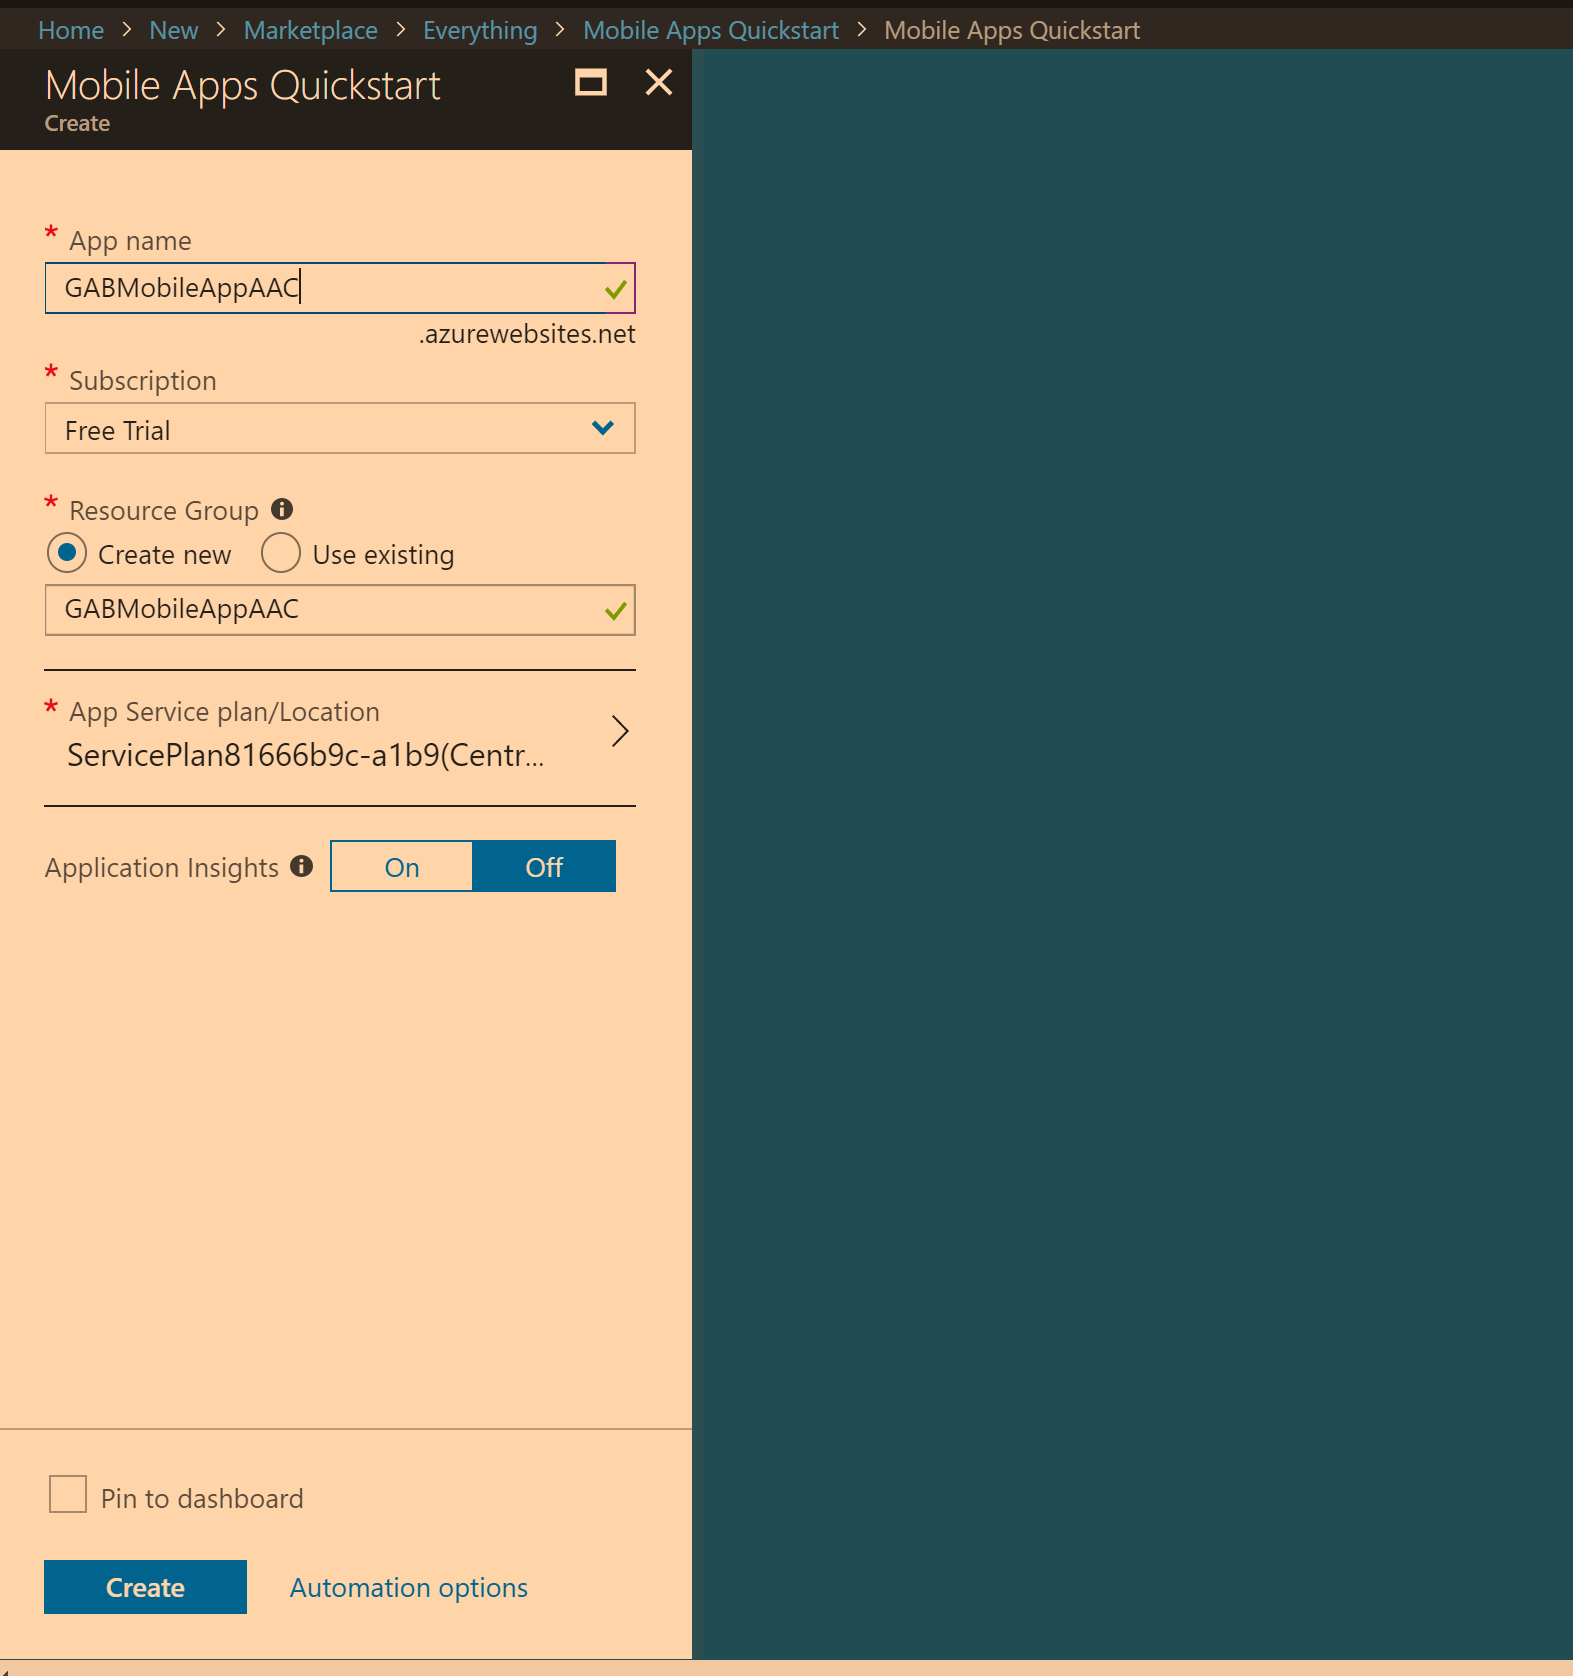 Home > New > Marketplace > Everything > Mobile Apps Quickstart > Mobile Apps Quickstart
Mobile Apps Quickstart
Create
* App name
GABMobileAppAAC
.azurewebsites.net
* Subscription
Free Trial
* Resource Group
Create new Use existing
GABMobileAppAAC
* App Service plan/Location
ServicePlan81666b9c-a1b9(Centr...
Application Insights On Off
Pin to dashboard
Create Automation options